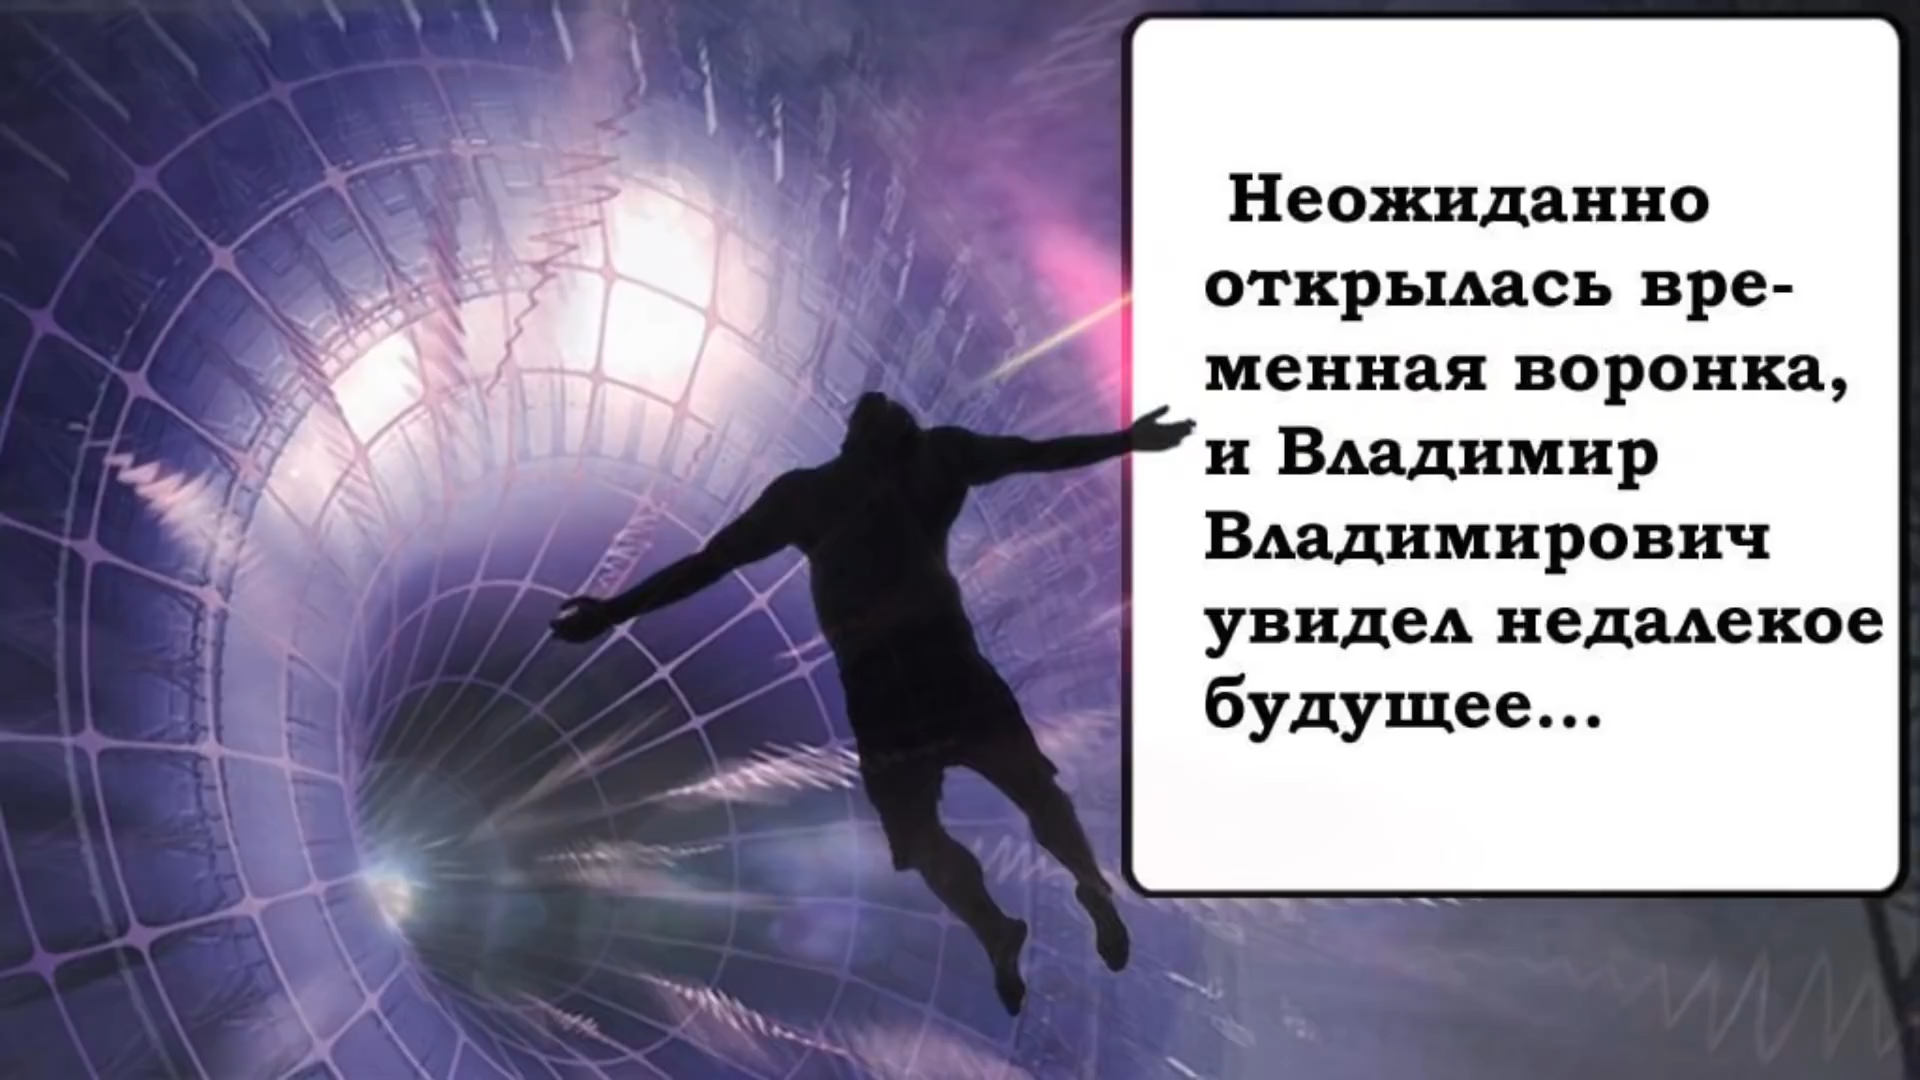 Неожиданно
открылась вре-
менная воронка,
и Владимир
Владимирович
увидел недалекое
будущее...